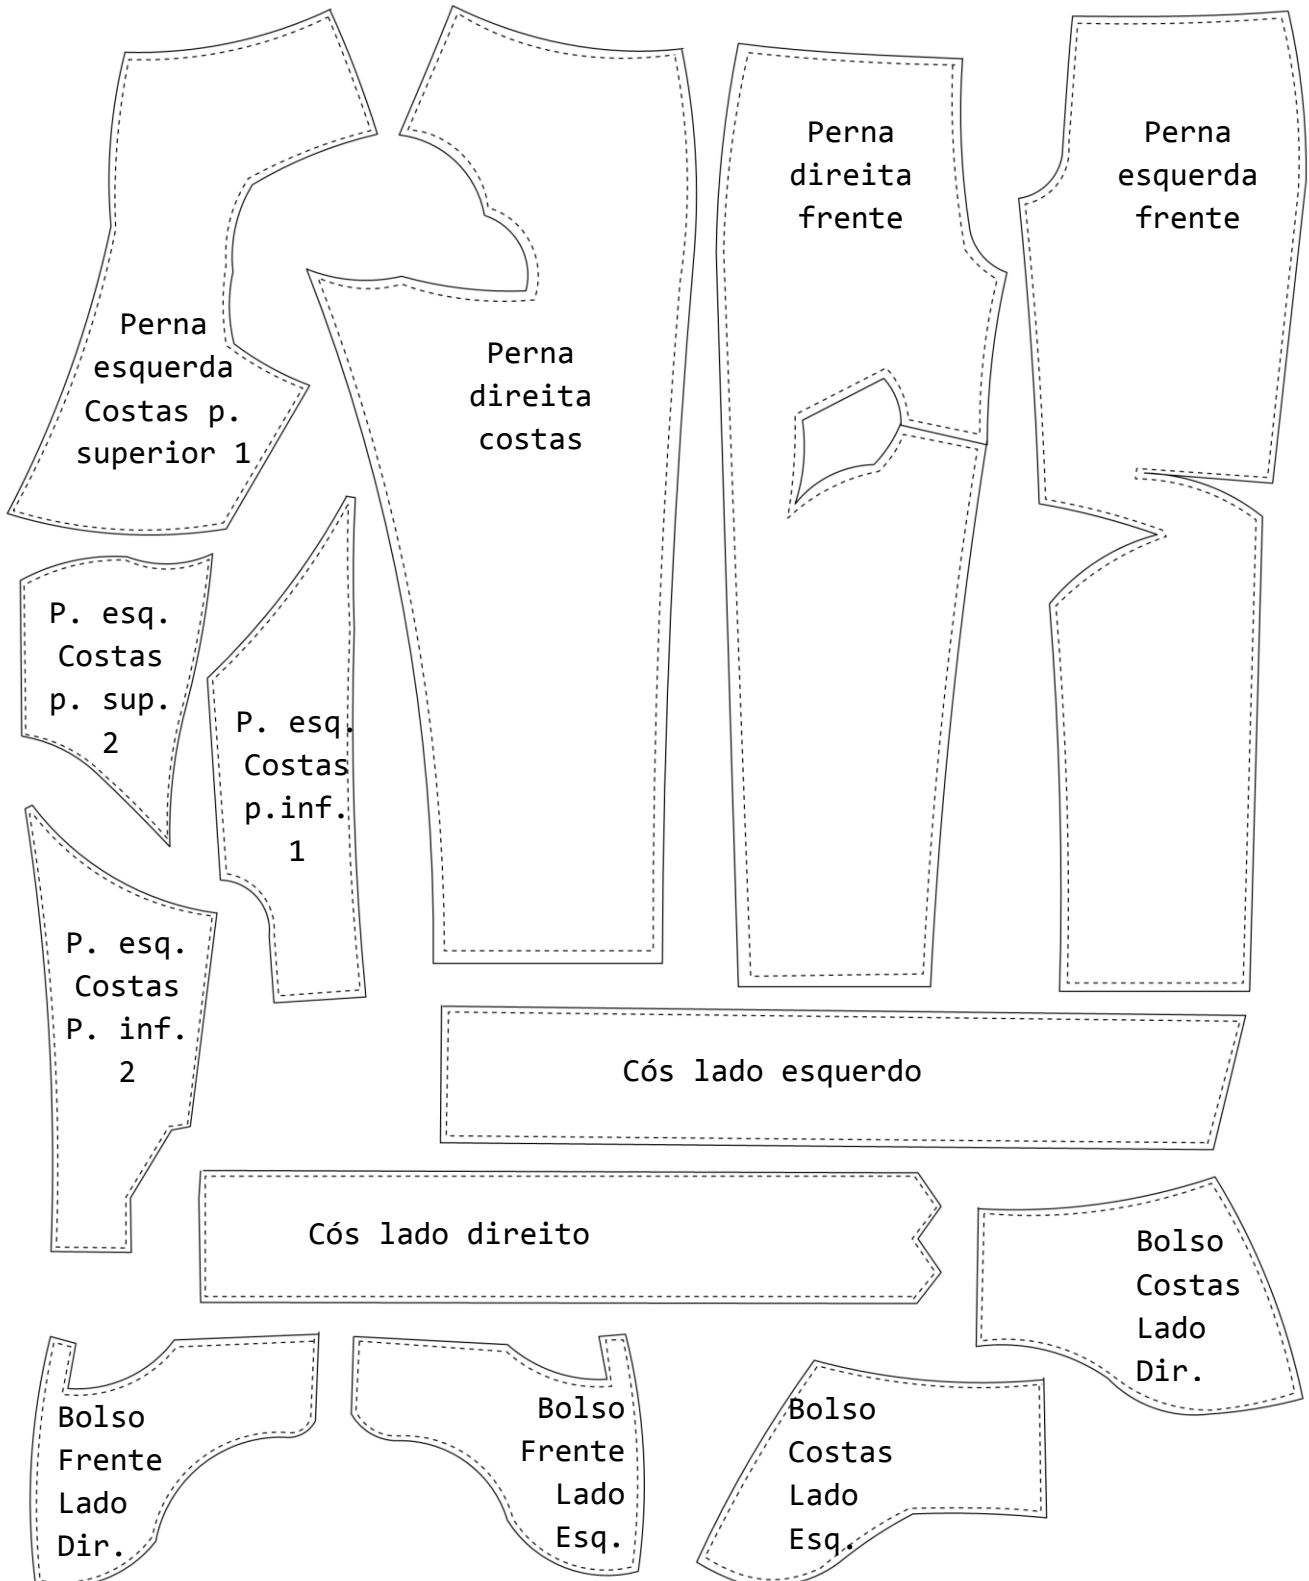 Perna
direita
frente
Perna
esquerda
frente
Perna
esquerda
Costas p.
superior 1
Perna
direita
costas
P. esq.
Costas
p. sup.
2
P. esq.
Costas
p.inf.
1
P. esq.
Costas
P. inf.
2
Cós lado esquerdo
Cós lado direito
Bolso
Costas
Lado
Dir.
Bolso
Frente
Lado
Dir.
Bolso
Frente
Lado
Esq.
Bolso
Costas
Lado
Esq.